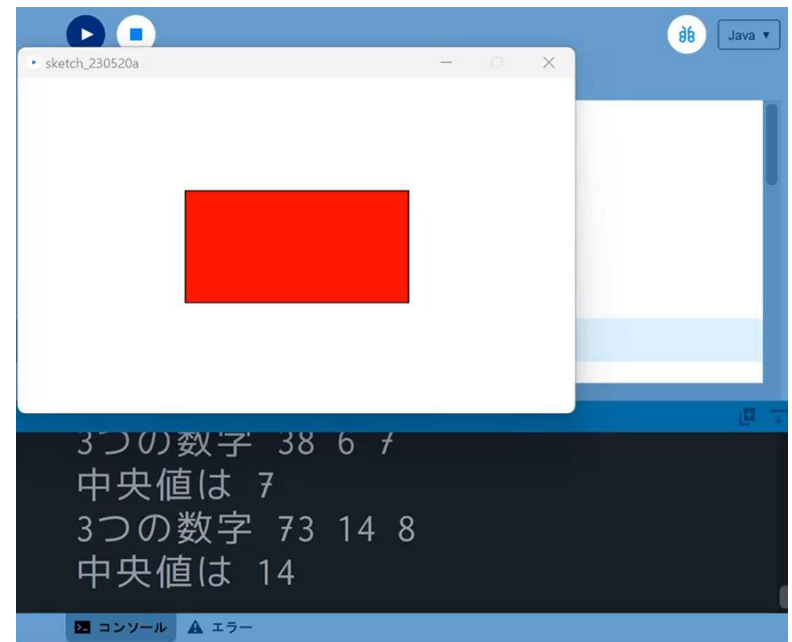 Java ▼
sketch_230520a
3つの数字 38 6 7
中央値は 7
3つの数字 73 14 8
中央値は 14
コンソール
エラー